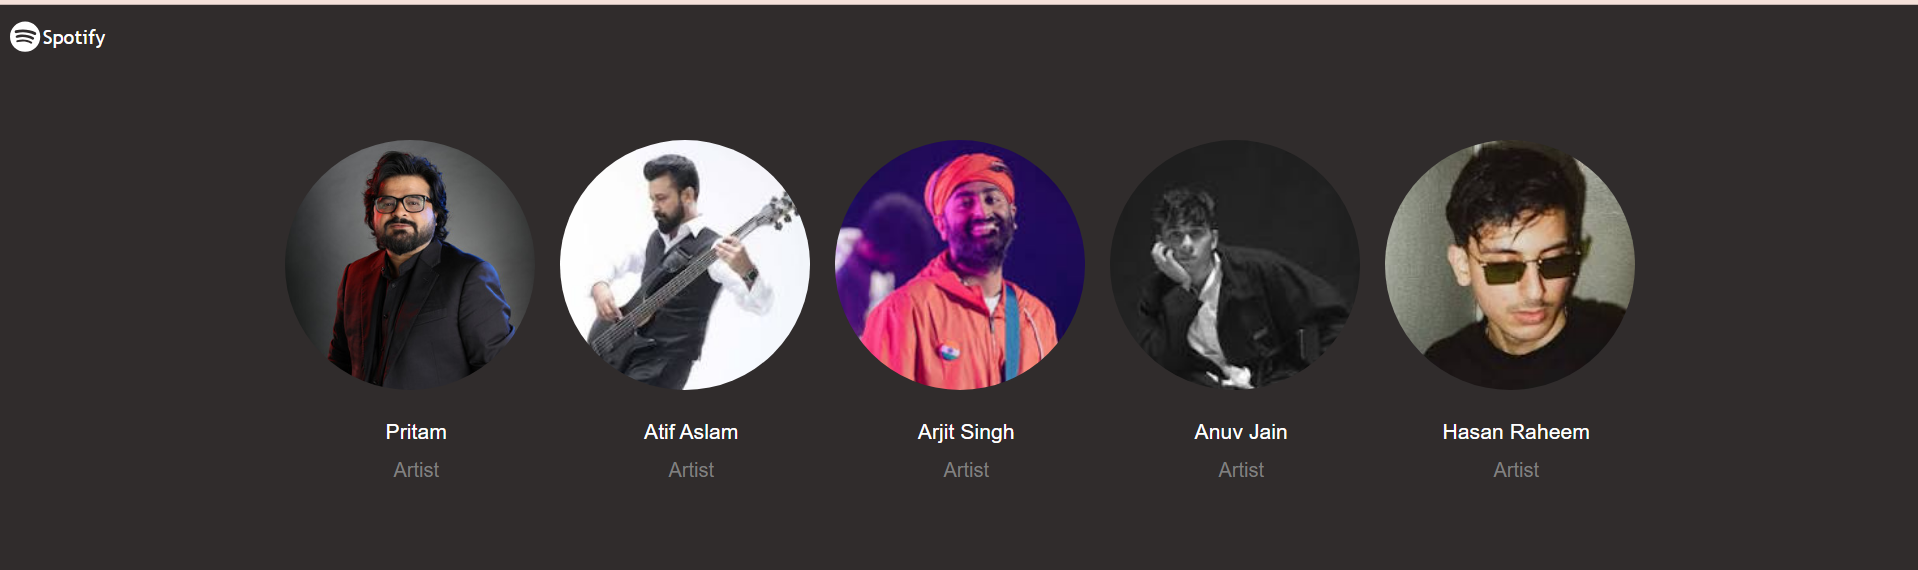 Spotify
Pritam
Artist
Atif Aslam
Artist
Arjit Singh
Artist
Anuv Jain
Artist
Hasan Raheem
Artist